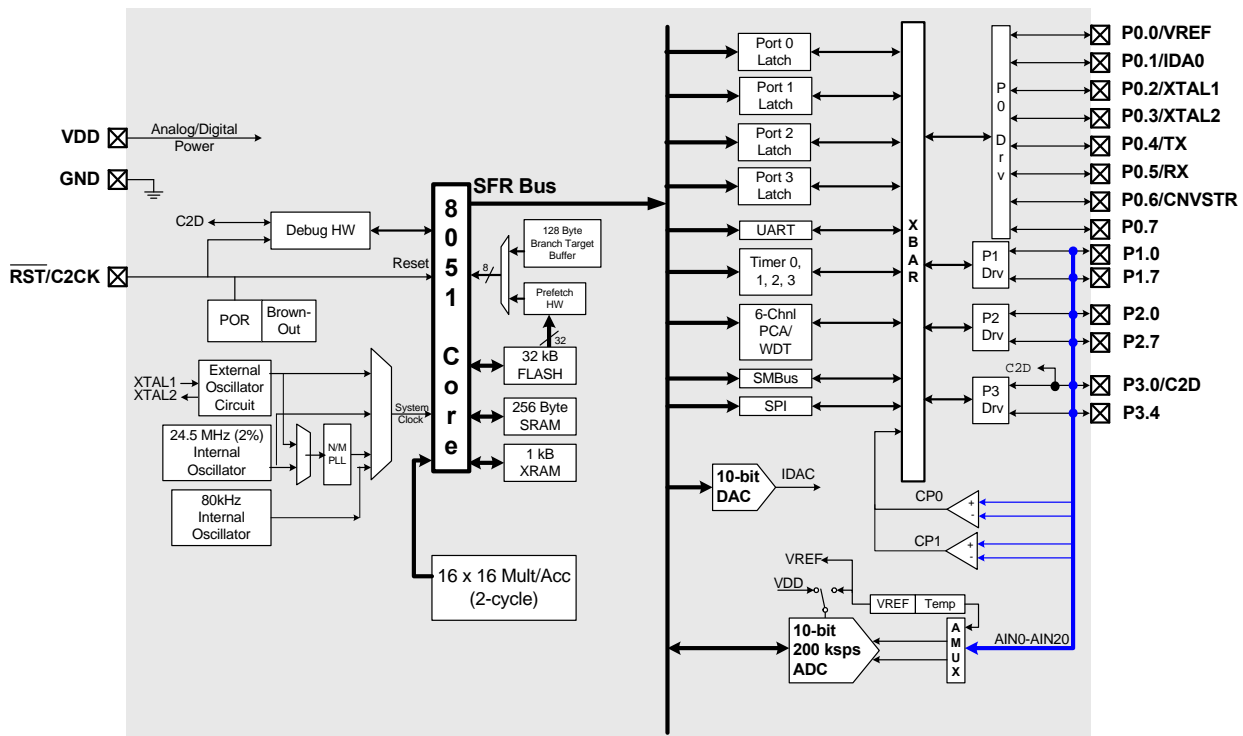 VDD
Analog/Digital
Power
GND
C2D
Debug HW
RST/C2CK
Reset
POR
Brown-
Out
XTAL1
XTAL2
External
Oscillator
Circuit
24.5 MHz (2%)
Internal
Oscillator
N/M
PLL
80kHz
Internal
Oscillator
System
Clock
8051 Core
SFR Bus
128 Byte
Branch Target
Buffer
8
Prefetch
HW
32
32 kB
FLASH
256 Byte
SRAM
1 kB
XRAM
16 x 16 Mult/Acc
(2-cycle)
Port 0
Latch
Port 1
Latch
Port 2
Latch
Port 3
Latch
UART
Timer 0,
1, 2, 3
6-Chnl
PCA/
WDT
SMBus
SPI
10-bit
DAC
IDAC
XBAR
P0 Drv
P1
Drv
P2
Drv
P3
Drv
C2D
P0.0/VREF
P0.1/IDA0
P0.2/XTAL1
P0.3/XTAL2
P0.4/TX
P0.5/RX
P0.6/CNVSTR
P0.7
P1.0
P1.7
P2.0
P2.7
P3.0/C2D
P3.4
CP0
+
-
CP1
+
-
VREF
VDD
VREF
Temp
10-bit
200 ksps
ADC
AMUX
AIN0-AIN20